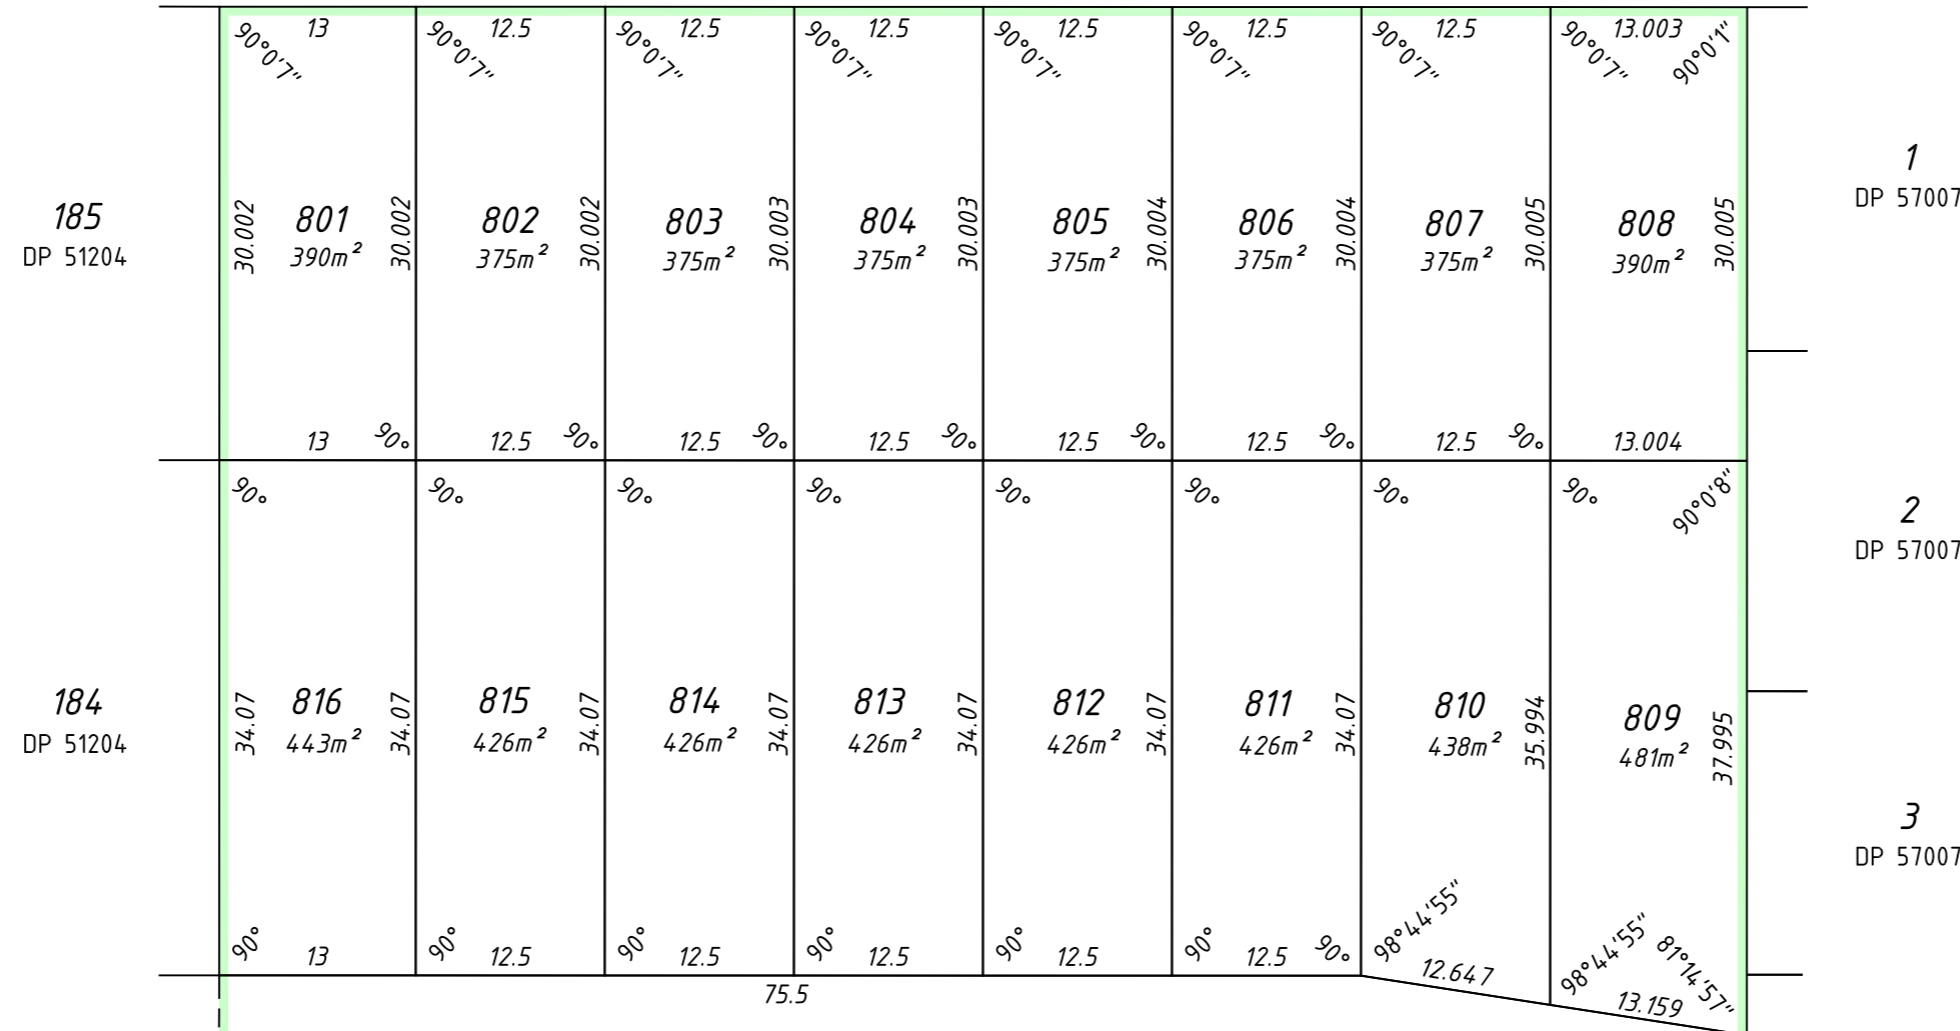 13 12.5 12.5 12.5 12.5 12.5 12.5 13.003
90°0'7" 90°0'7" 90°0'7" 90°0'7" 90°0'7" 90°0'7" 90°0'7" 90°0'7" 90°0'1"
1
DP 57007
185
DP 51204
801 802 803 804 805 806 807 808
390m² 375m² 375m² 375m² 375m² 375m² 375m² 390m²
30.002 30.002 30.002 30.003 30.003 30.004 30.004 30.005 30.005
13 90° 12.5 90° 12.5 90° 12.5 90° 12.5 90° 12.5 90° 12.5 90° 13.004
90° 90° 90° 90° 90° 90° 90° 90° 90°0'8"
2
DP 57007
184
DP 51204
816 815 814 813 812 811 810 809
443m² 426m² 426m² 426m² 426m² 426m² 438m² 481m²
34.07 34.07 34.07 34.07 34.07 34.07 34.07 35.994 37.995
3
DP 57007
90° 90° 90° 90° 90° 90° 90° 98°44'55" 98°44'55" 81°14'57"
13 12.5 12.5 12.5 12.5 12.5 12.647 13.159
75.5